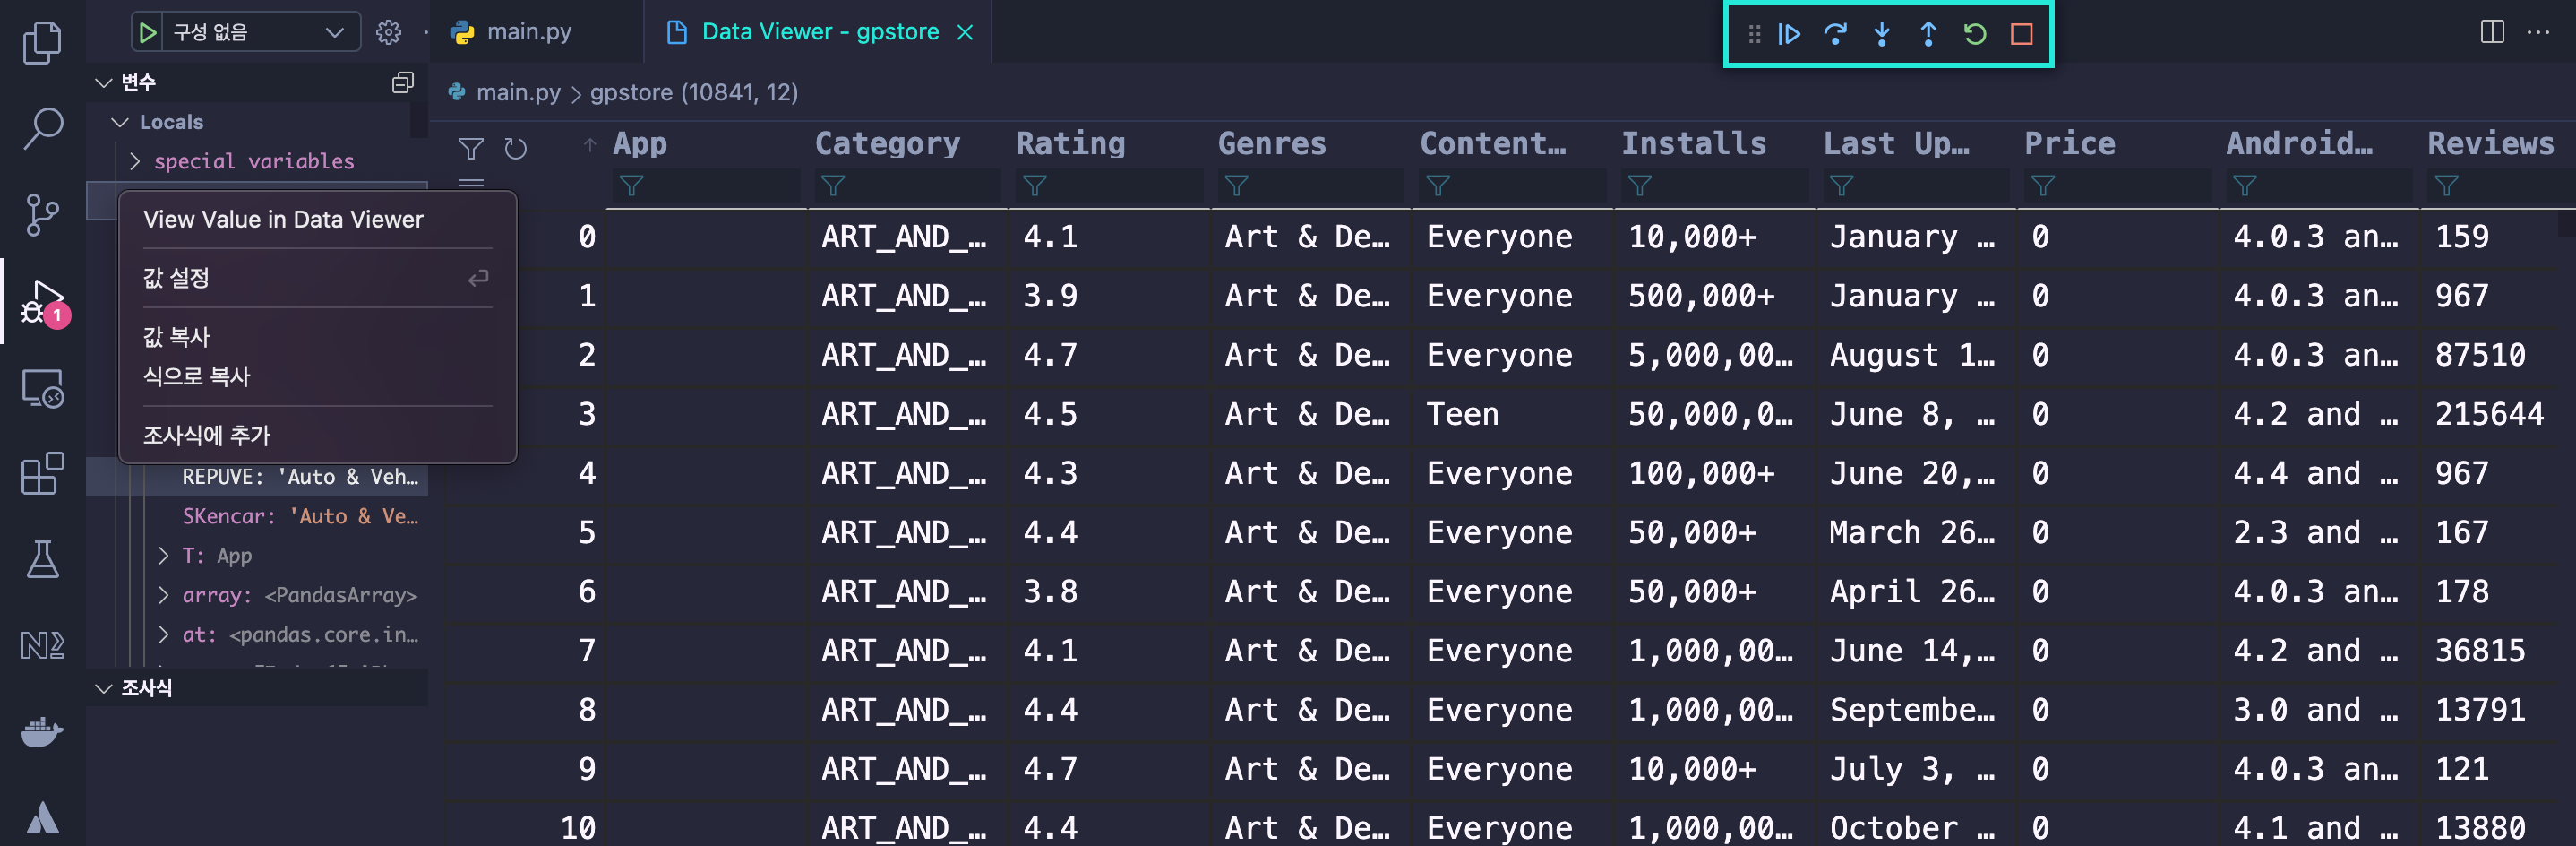 구성 없음
main.py
Data Viewer - gpstore
변수
main.py > gpstore (10841, 12)
Locals
special variables
View Value in Data Viewer
값 설정
값 복사
식으로 복사
조사식에 추가
REPUVE: 'Auto & Veh…
SKencar: 'Auto & Ve…
T: App
array: <PandasArray>
at: <pandas.core.in…
조사식
1
App Category Rating Genres Content… Installs Last Up… Price Android… Reviews
0 ART_AND_… 4.1 Art & De… Everyone 10,000+ January … 0 4.0.3 an… 159
1 ART_AND_… 3.9 Art & De… Everyone 500,000+ January … 0 4.0.3 an… 967
2 ART_AND_… 4.7 Art & De… Everyone 5,000,00… August 1… 0 4.0.3 an… 87510
3 ART_AND_… 4.5 Art & De… Teen 50,000,0… June 8, … 0 4.2 and … 215644
4 ART_AND_… 4.3 Art & De… Everyone 100,000+ June 20,… 0 4.4 and … 967
5 ART_AND_… 4.4 Art & De… Everyone 50,000+ March 26… 0 2.3 and … 167
6 ART_AND_… 3.8 Art & De… Everyone 50,000+ April 26… 0 4.0.3 an… 178
7 ART_AND_… 4.1 Art & De… Everyone 1,000,00… June 14,… 0 4.2 and … 36815
8 ART_AND_… 4.4 Art & De… Everyone 1,000,00… Septembe… 0 3.0 and … 13791
9 ART_AND_… 4.7 Art & De… Everyone 10,000+ July 3, … 0 4.0.3 an… 121
10 ART_AND_… 4.4 Art & De… Everyone 1,000,00… October … 0 4.1 and … 13880